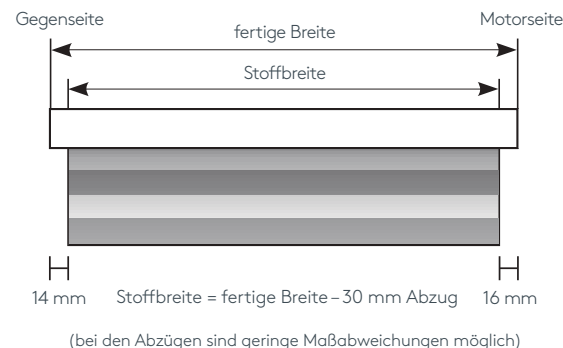 Gegenseite
Motorseite
fertige Breite
Stoffbreite
14 mm
Stoffbreite = fertige Breite – 30 mm Abzug
16 mm
(bei den Abzügen sind geringe Maßabweichungen möglich)